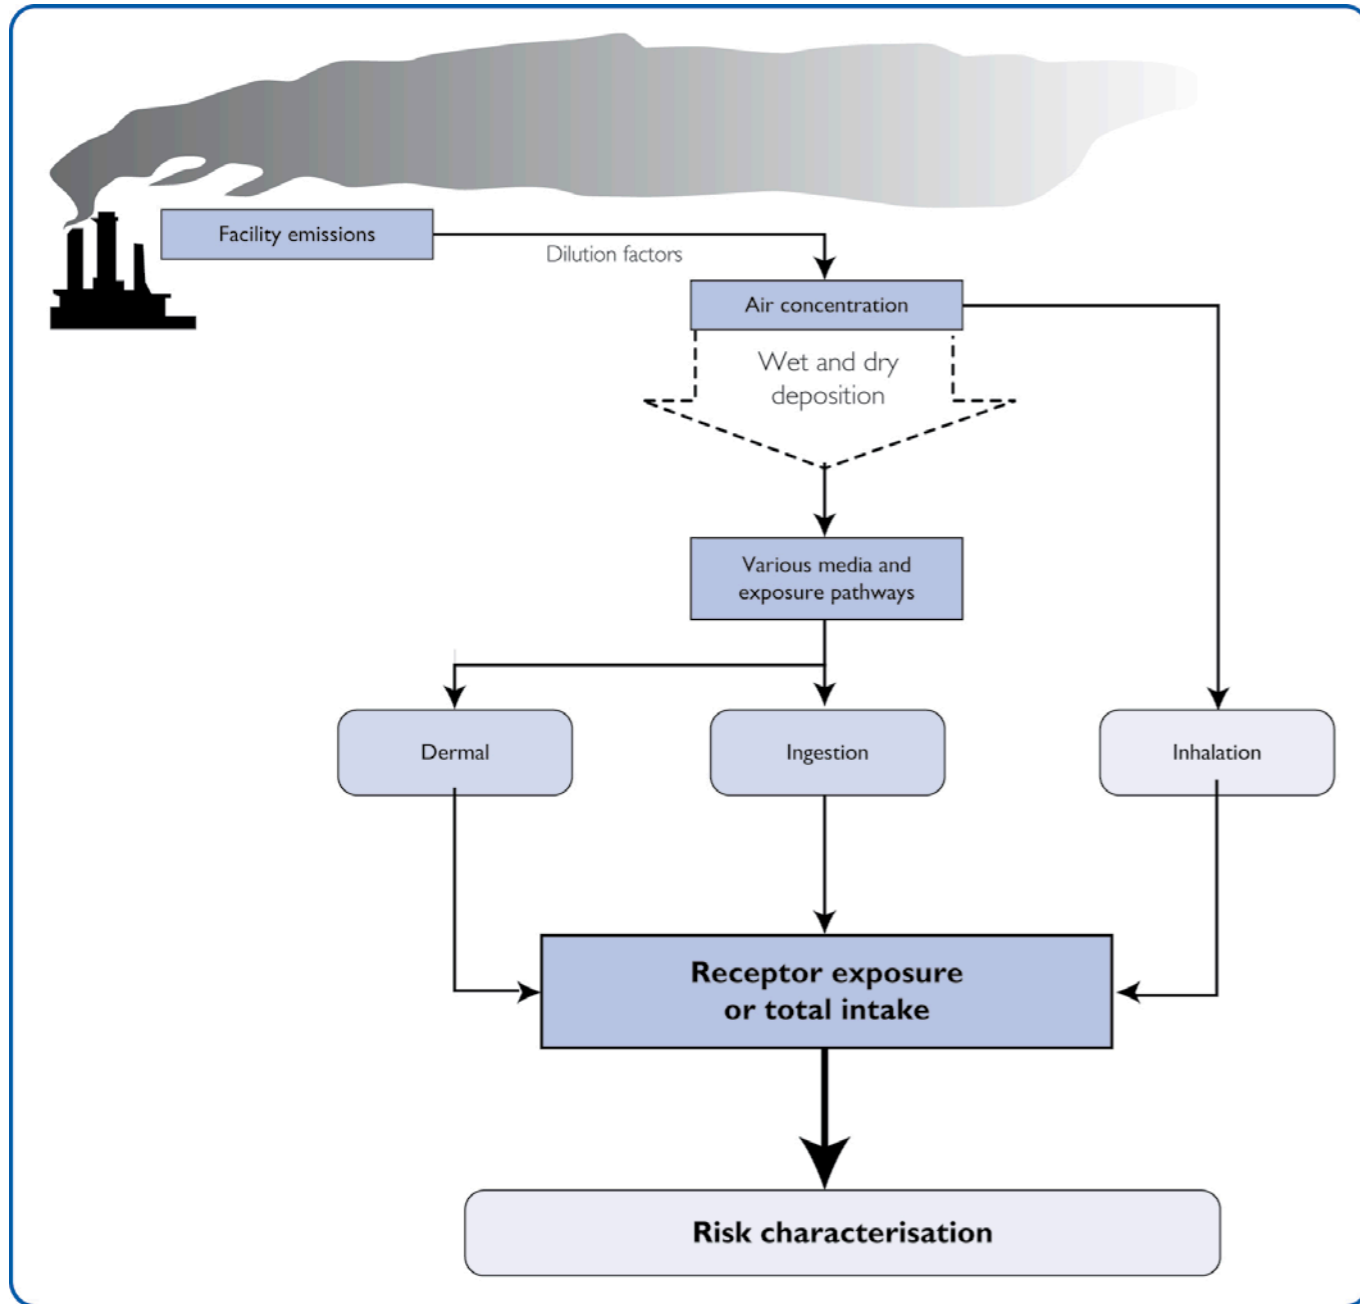 Facility emissions
Dilution factors
Air concentration
Wet and dry
deposition
Various media and
exposure pathways
Dermal
Ingestion
Inhalation
Receptor exposure
or total intake
Risk characterisation